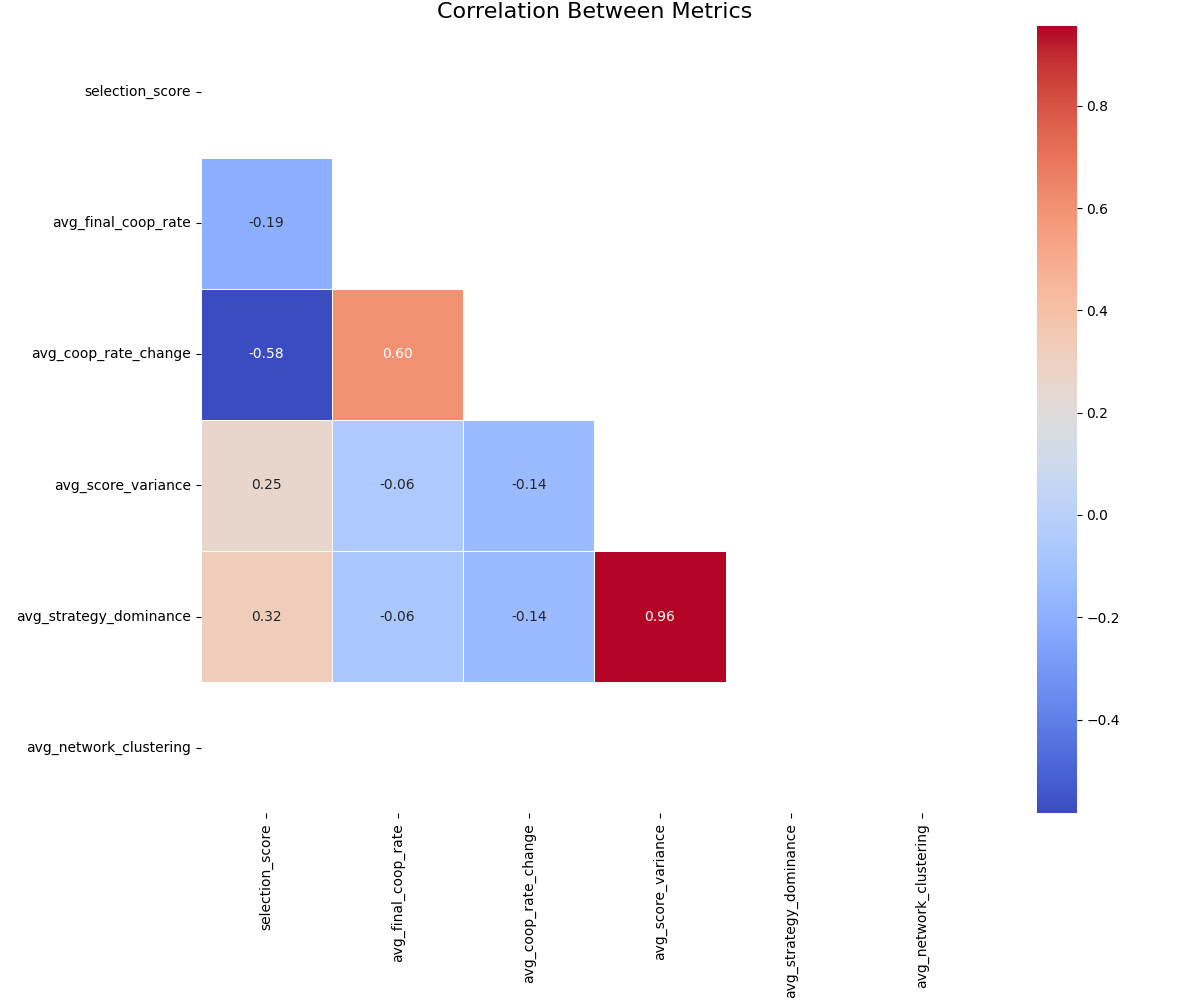 Correlation Between Metrics
selection_score
avg_final_coop_rate
-0.19
avg_coop_rate_change
-0.58 0.60
avg_score_variance
0.25 -0.06 -0.14
avg_strategy_dominance
0.32 -0.06 -0.14 0.96
avg_network_clustering
selection_score
avg_final_coop_rate
avg_coop_rate_change
avg_score_variance
avg_strategy_dominance
avg_network_clustering
0.8
0.6
0.4
0.2
0.0
−0.2
−0.4